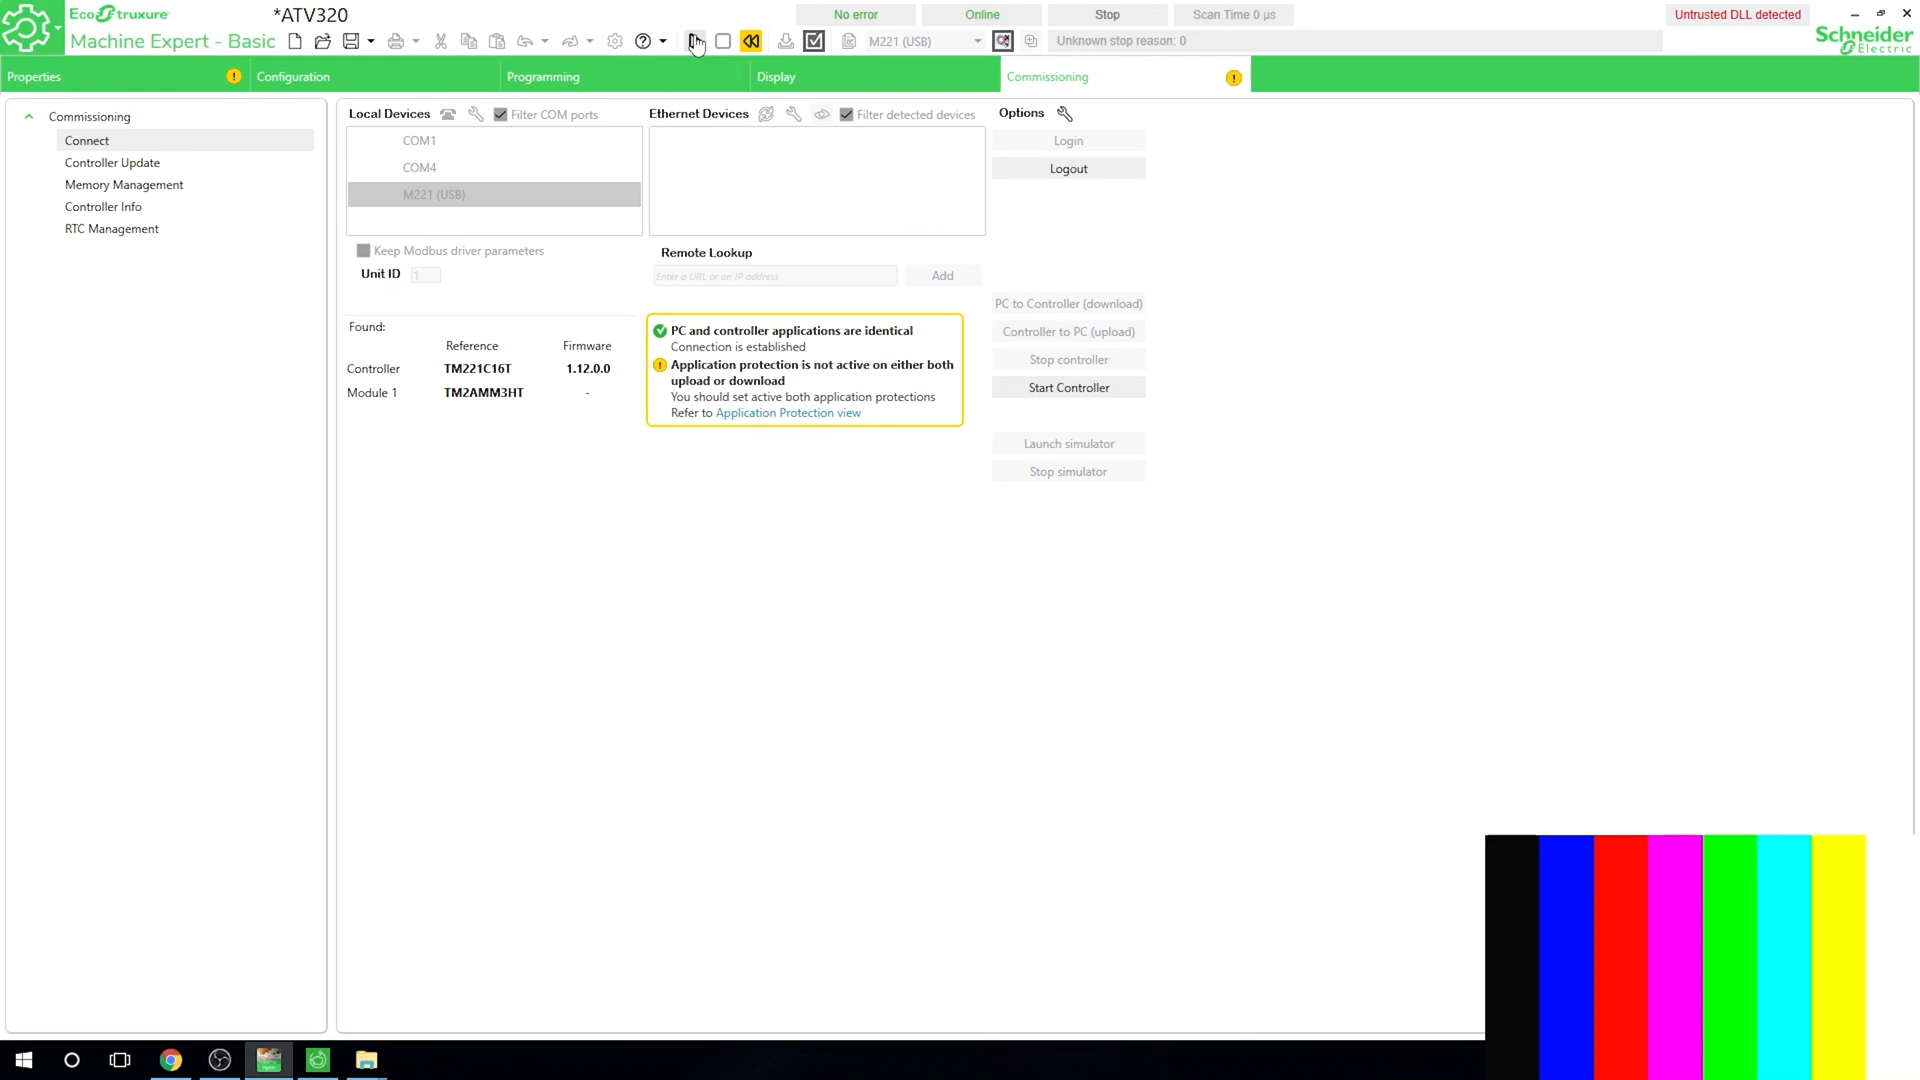 EcoStruxure
Machine Expert - Basic
*ATV320
No error
Online
Stop
Scan Time 0 µs
Untrusted DLL detected
M221 (USB)
Unknown stop reason: 0
Schneider
Electric
Properties
Configuration
Programming
Display
Commissioning
Commissioning
Connect
Controller Update
Memory Management
Controller Info
RTC Management
Local Devices
Filter COM ports
COM1
COM4
M221 (USB)
Keep Modbus driver parameters
Unit ID
1
Ethernet Devices
Filter detected devices
Remote Lookup
Enter a URL or an IP address
Add
Found:
Reference
Firmware
Controller
TM221C16T
1.12.0.0
Module 1
TM2AMM3HT
-
PC and controller applications are identical
Connection is established
Application protection is not active on either both
upload or download
You should set active both application protections
Refer to Application Protection view
Options
Login
Logout
PC to Controller (download)
Controller to PC (upload)
Stop controller
Start Controller
Launch simulator
Stop simulator